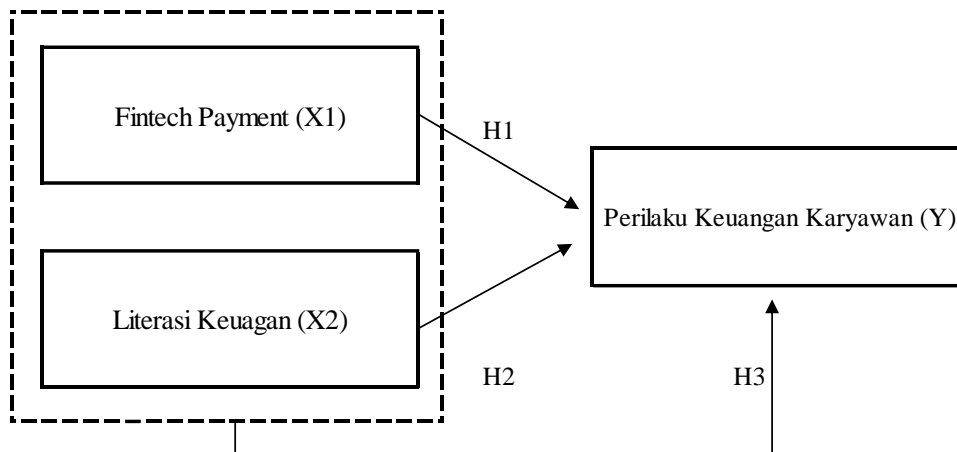 Fintech Payment (X1)
H1
Perilaku Keuangan Karyawan (Y)
Literasi Keuagan (X2)
H2
H3